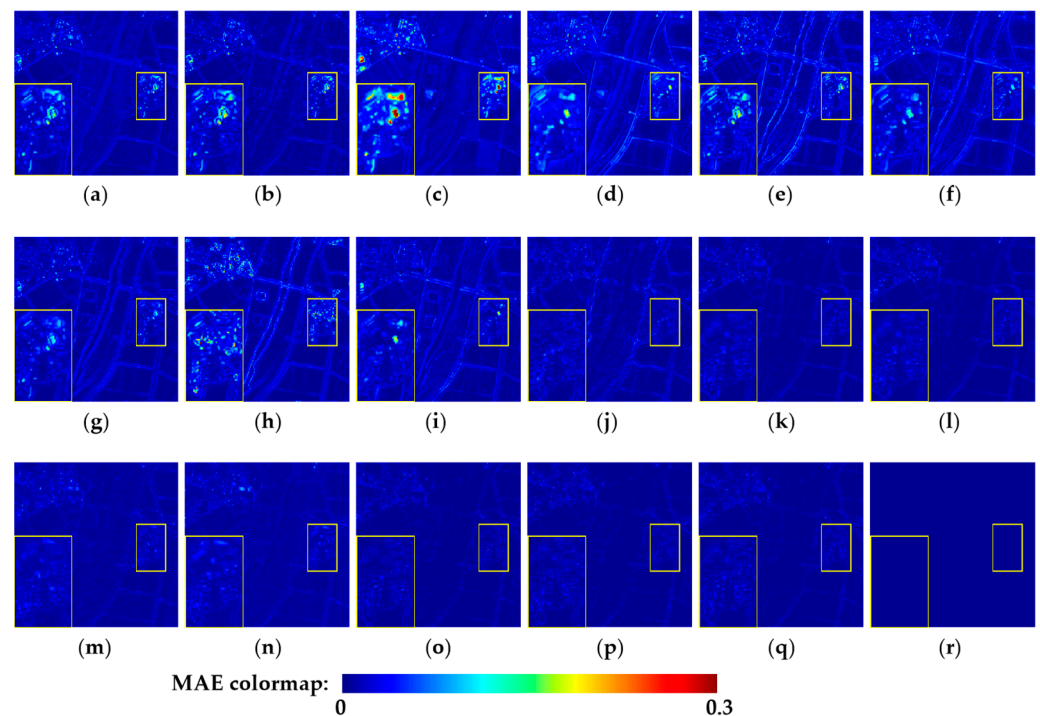 (a) (b) (c) (d) (e) (f)
(g) (h) (i) (j) (k) (l)
(m) (n) (o) (p) (q) (r)
MAE colormap:
0 0.3